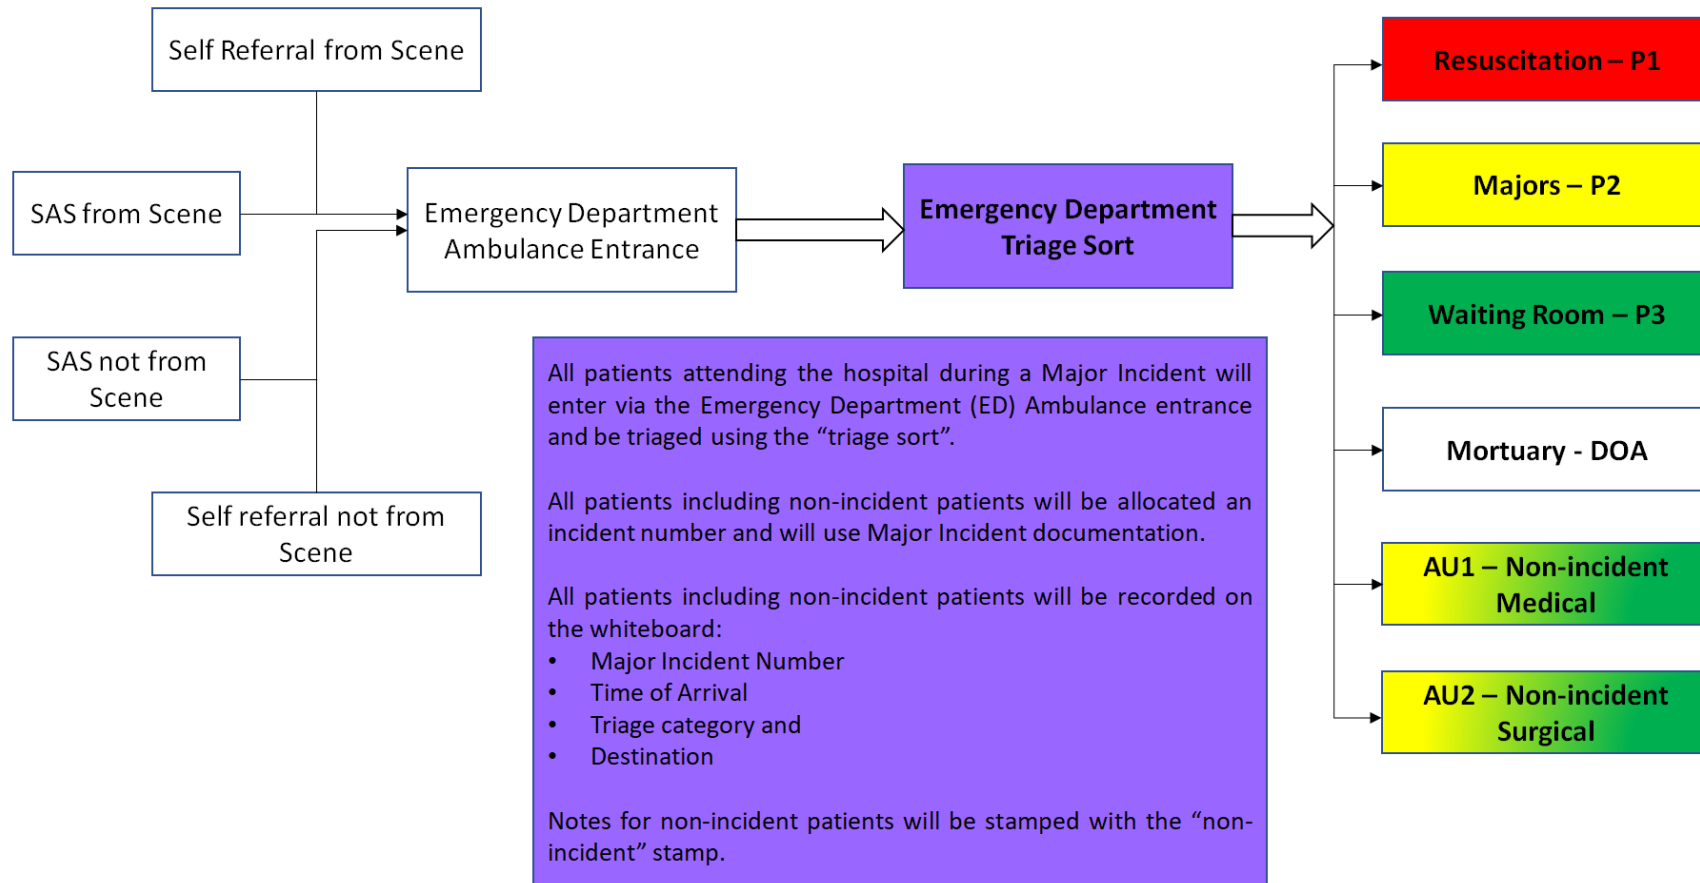 Self Referral from Scene
SAS from Scene
SAS not from
Scene
Self referral not from
Scene
Emergency Department
Ambulance Entrance
Emergency Department
Triage Sort
Resuscitation – P1
Majors – P2
Waiting Room – P3
Mortuary - DOA
AU1 – Non-incident
Medical
AU2 – Non-incident
Surgical
All patients attending the hospital during a Major Incident will
enter via the Emergency Department (ED) Ambulance entrance
and be triaged using the “triage sort”.
All patients including non-incident patients will be allocated an
incident number and will use Major Incident documentation.
All patients including non-incident patients will be recorded on
the whiteboard:
• Major Incident Number
• Time of Arrival
• Triage category and
• Destination
Notes for non-incident patients will be stamped with the “non-
incident” stamp.